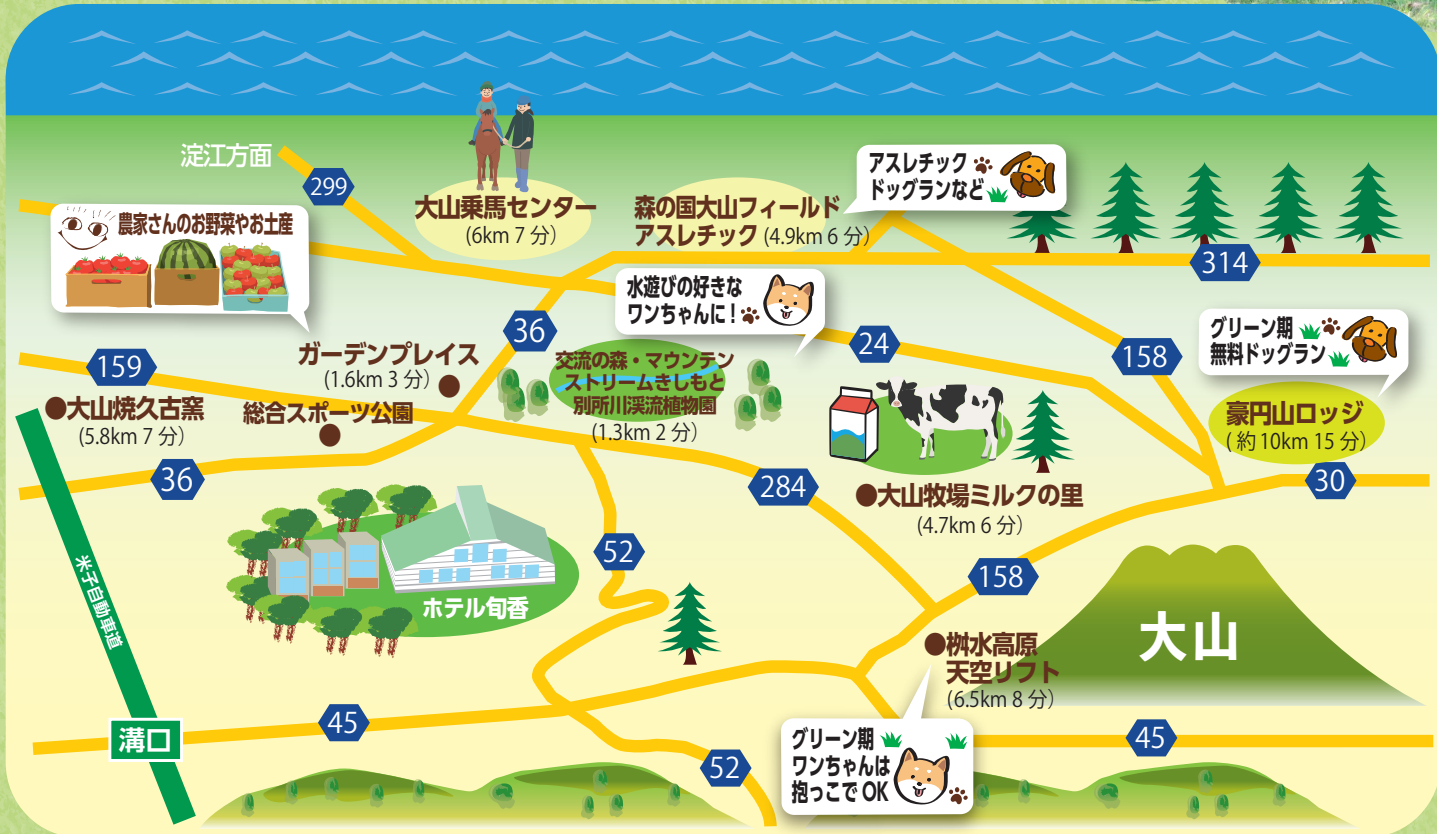 淀江方面
299
農家さんのお野菜やお土産
大山乗馬センター
(6km 7 分)
森の国大山フィールド
アスレチック (4.9km 6 分)
アスレチック
ドッグランなど
314
水遊びの好きな
ワンちゃんに！
36
24
158
グリーン期
無料ドッグラン
159
ガーデンプレイス
(1.6km 3 分)
交流の森・マウンテン
ストリームきしもと
別所川渓流植物園
(1.3km 2 分)
大山焼久古窯
(5.8km 7 分)
総合スポーツ公園
豪円山ロッジ
( 約 10km 15 分)
36
284
大山牧場ミルクの里
(4.7km 6 分)
30
米子自動車道
52
158
ホテル旬香
大山
桝水高原
天空リフト
(6.5km 8 分)
溝口
45
グリーン期
ワンちゃんは
抱っこで OK
45
52